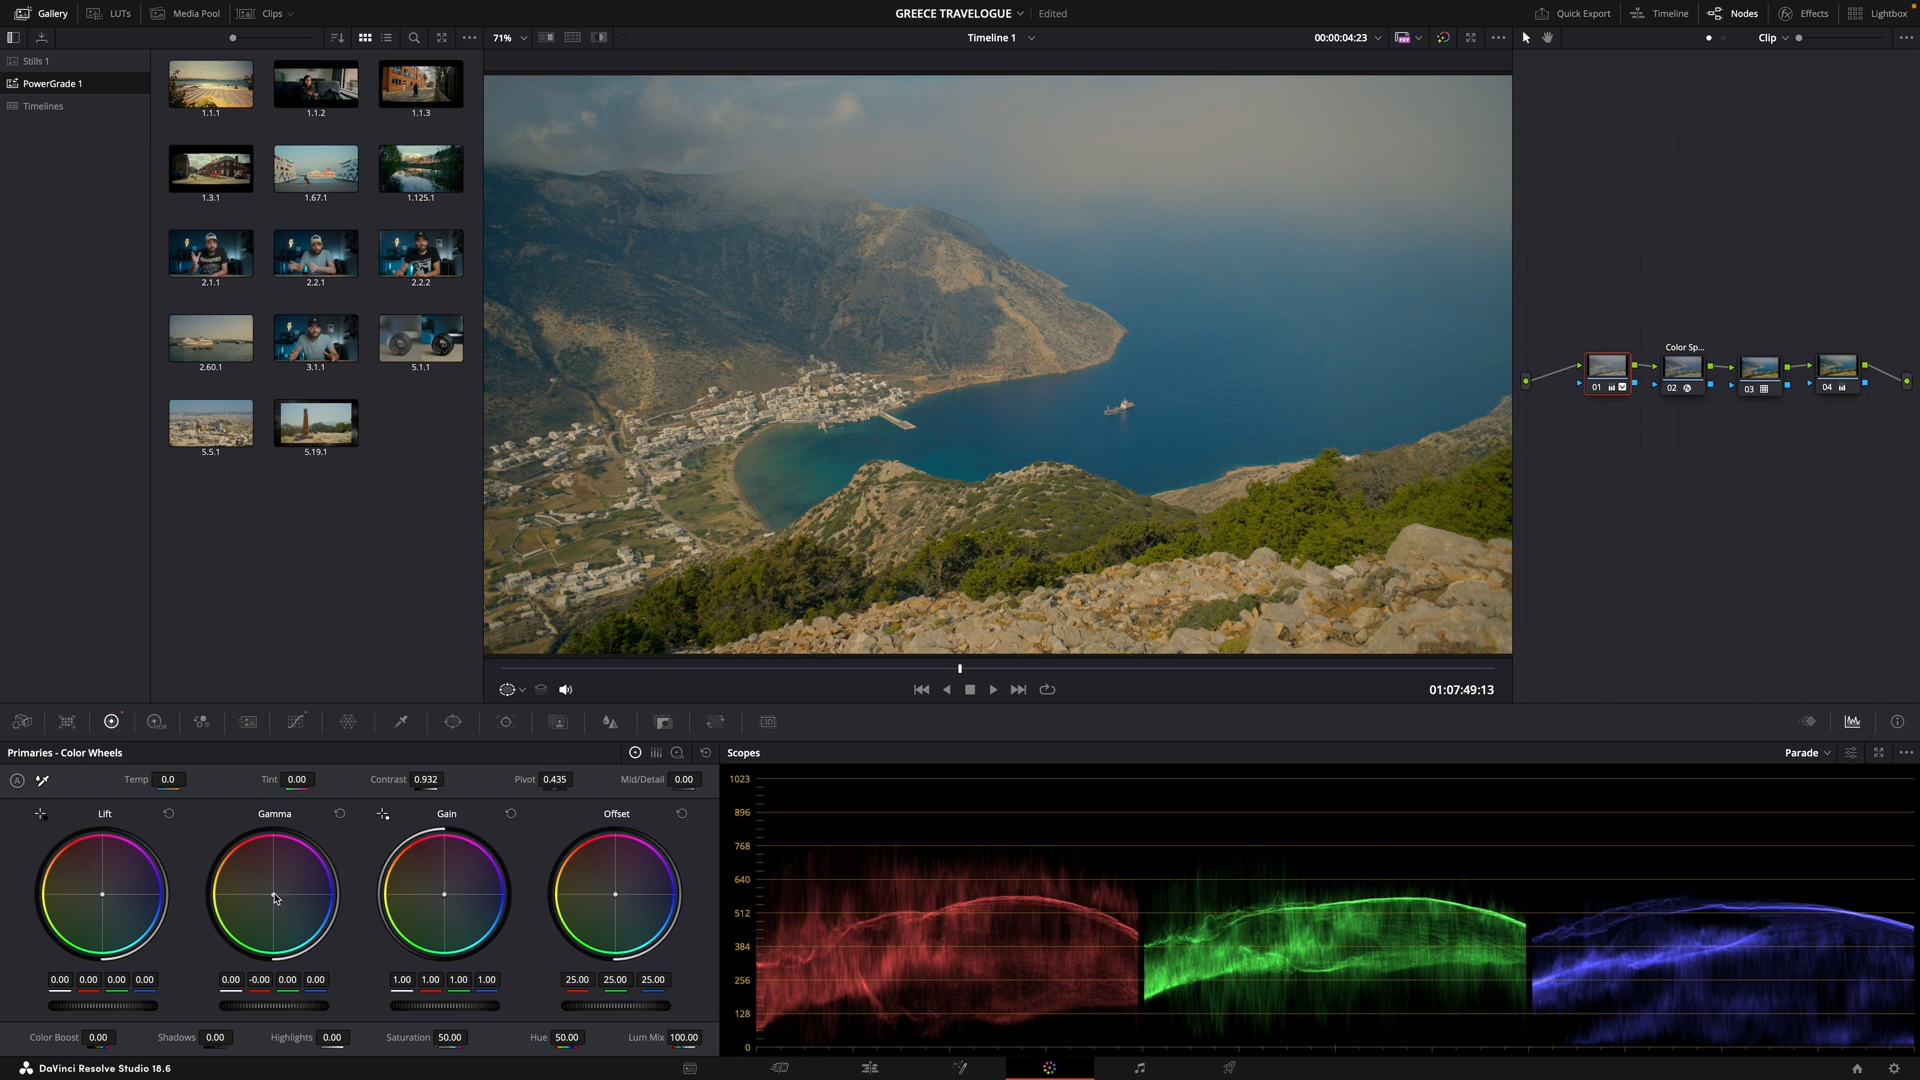 Gallery LUTs Media Pool Clips GREECE TRAVELOGUE Edited Quick Export Timeline Nodes Effects Lightbox
71% Timeline 1 00:00:04:23 Clip
Stills 1
PowerGrade 1
Timelines
1.1.1 1.1.2 1.1.3
1.3.1 1.67.1 1.125.1
2.1.1 2.2.1 2.2.2
2.60.1 3.1.1 5.1.1
5.5.1 5.19.1
Color Sp...
01 02 03 04
01:07:49:13
HDR 3D
Primaries - Color Wheels Scopes Parade
A Temp 0.0 Tint 0.00 Contrast 0.932 Pivot 0.435 Mid/Detail 0.00
Lift Gamma Gain Offset
0.00 0.00 0.00 0.00 0.00 -0.00 0.00 0.00 1.00 1.00 1.00 1.00 25.00 25.00 25.00
Color Boost 0.00 Shadows 0.00 Highlights 0.00 Saturation 50.00 Hue 50.00 Lum Mix 100.00
1023
896
768
640
512
384
256
128
0
DaVinci Resolve Studio 18.6